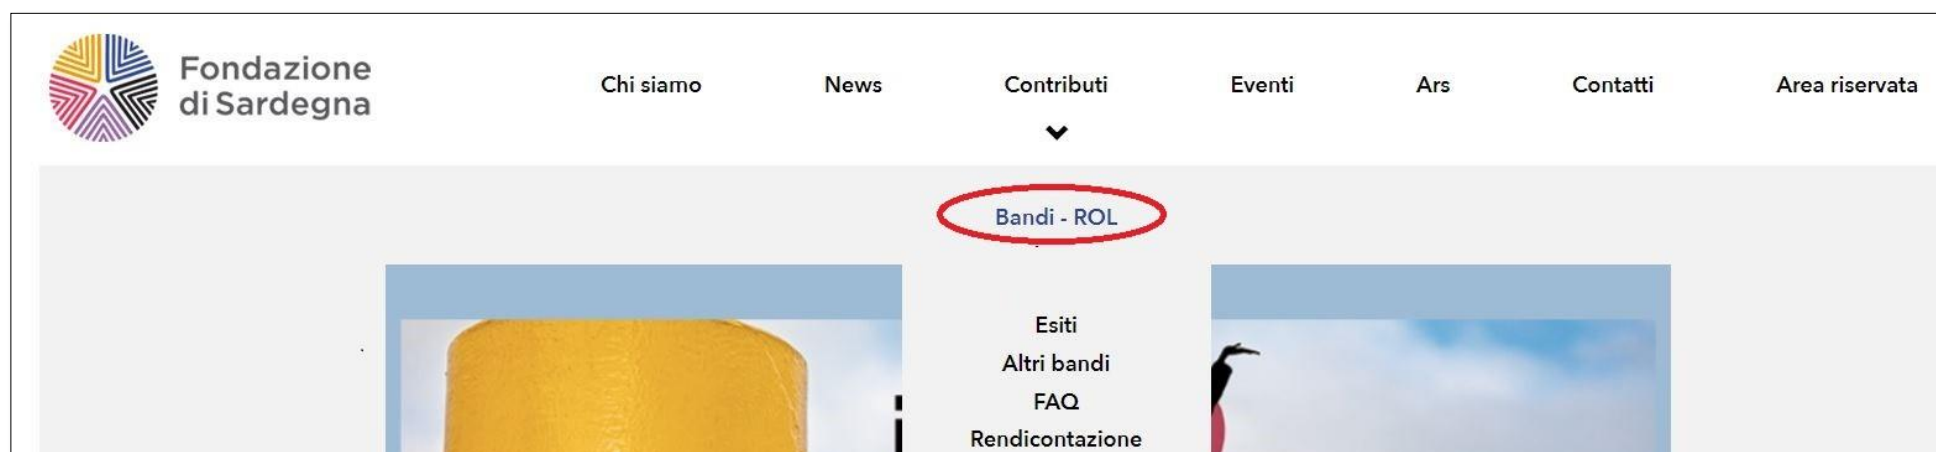 Fondazione
di Sardegna
Chi siamo News Contributi Eventi Ars Contatti Area riservata
Bandi - ROL
Esiti
Altri bandi
FAQ
Rendicontazione